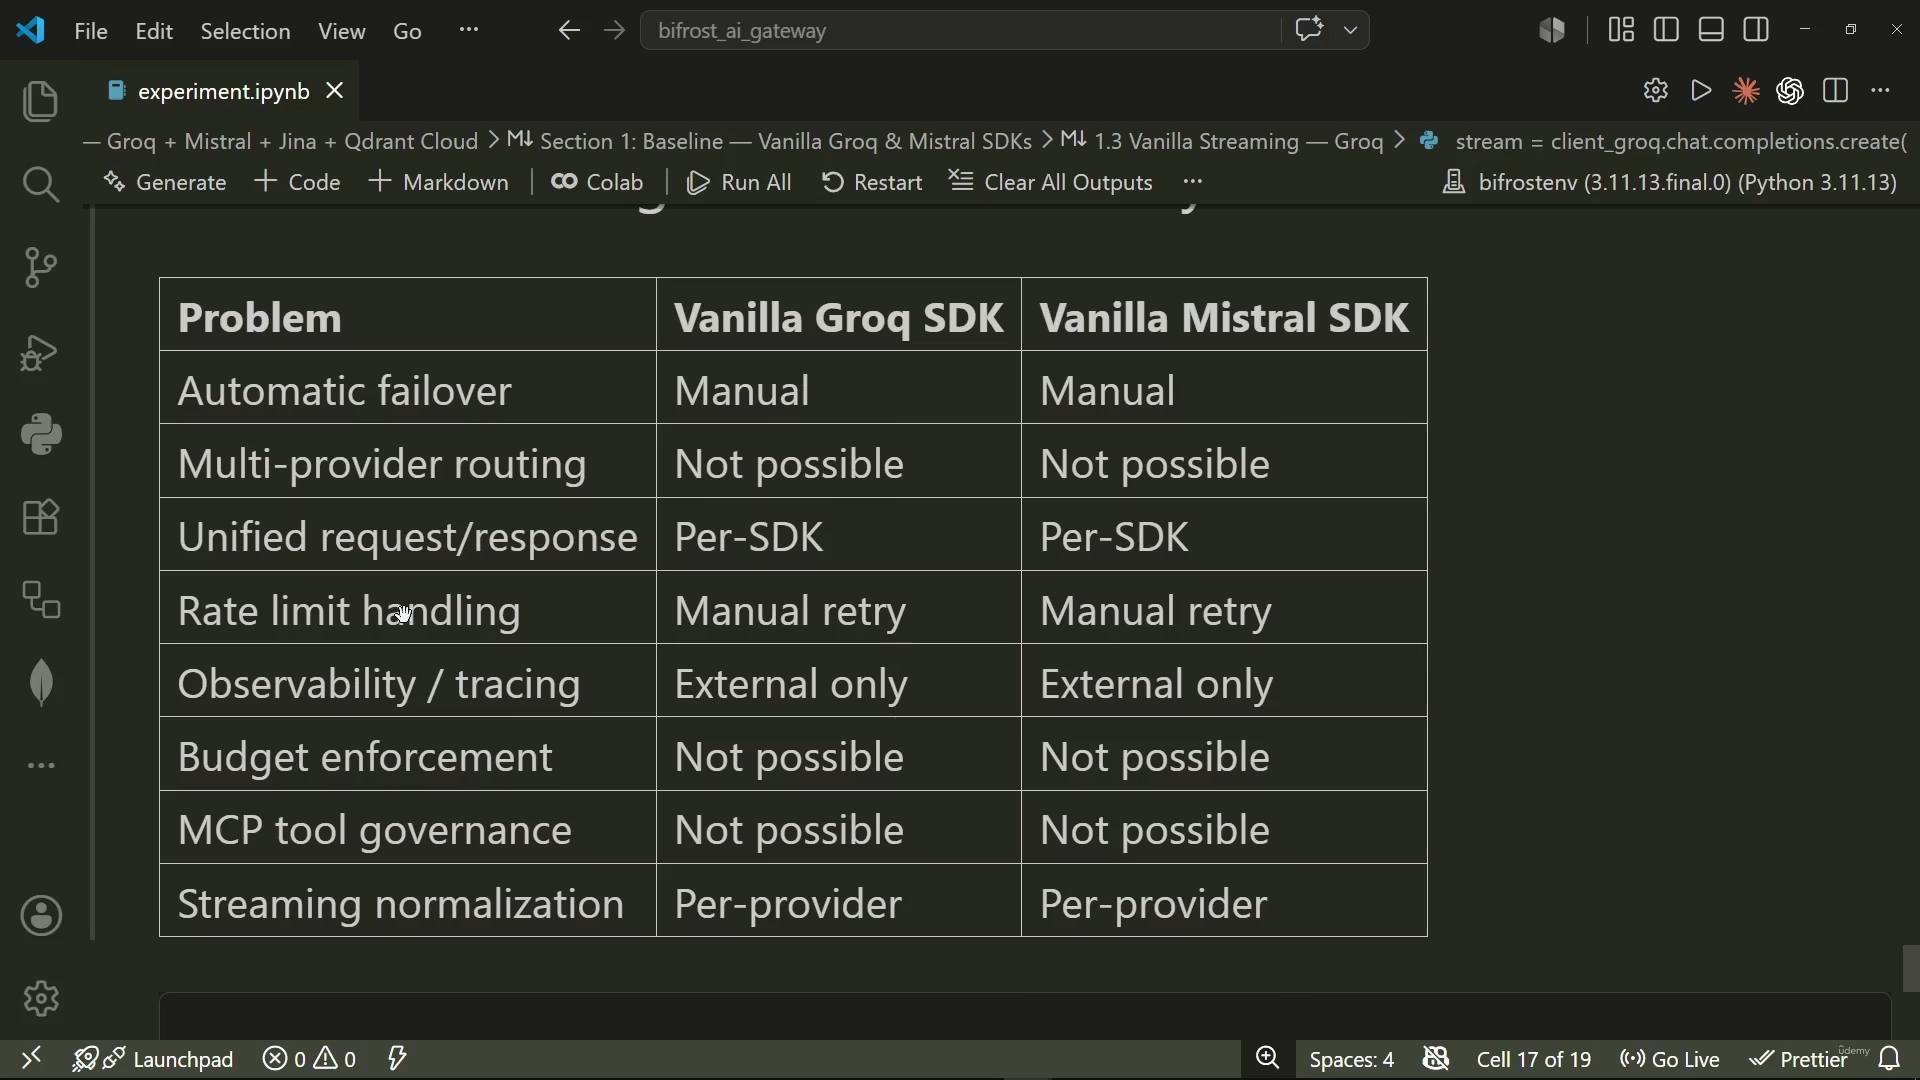 File Edit Selection View Go ··· bifrost_ai_gateway
experiment.ipynb
— Groq + Mistral + Jina + Qdrant Cloud > M↓ Section 1: Baseline — Vanilla Groq & Mistral SDKs > M↓ 1.3 Vanilla Streaming — Groq > stream = client_groq.chat.completions.create(
Generate + Code + Markdown Colab Run All Restart Clear All Outputs ··· bifrostenv (3.11.13.final.0) (Python 3.11.13)
Problem Vanilla Groq SDK Vanilla Mistral SDK
Automatic failover Manual Manual
Multi-provider routing Not possible Not possible
Unified request/response Per-SDK Per-SDK
Rate limit handling Manual retry Manual retry
Observability / tracing External only External only
Budget enforcement Not possible Not possible
MCP tool governance Not possible Not possible
Streaming normalization Per-provider Per-provider
Launchpad 0 0 Spaces: 4 Cell 17 of 19 Go Live Prettier
udemy